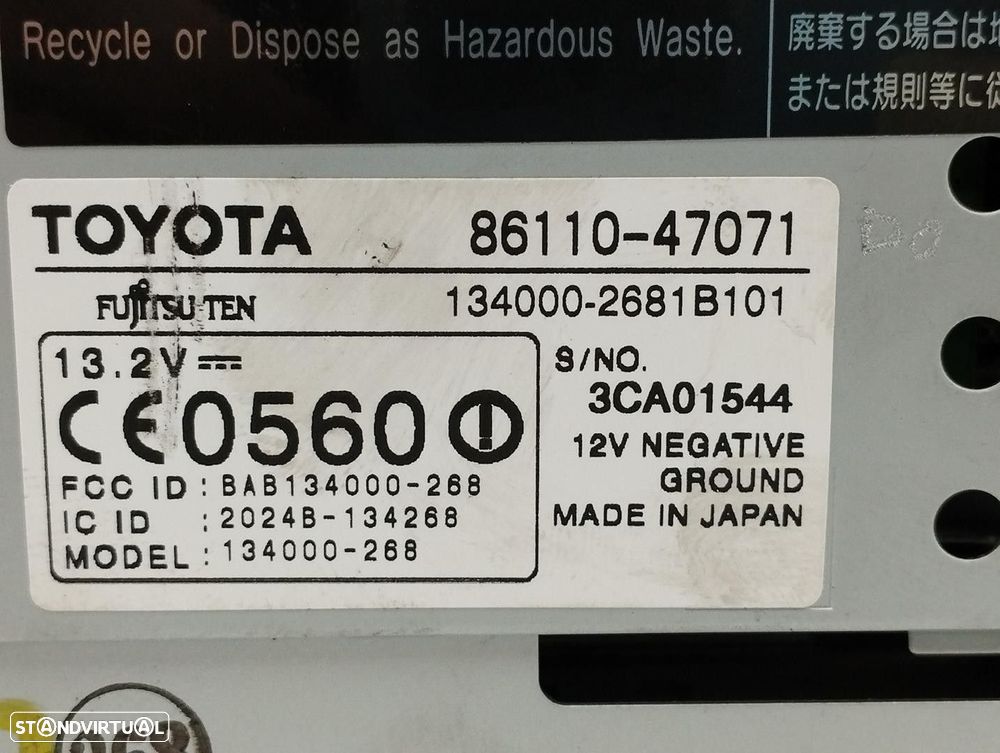 Recycle or Dispose as Hazardous Waste.
廃棄する場合は
または規則等に従
TOYOTA 86110-47071
FUJITSU TEN 134000-2681B101
13.2V
CE0560
FCC ID : BAB134000-268
IC ID : 2024B-134268
MODEL : 134000-268
S/NO.
3CA01544
12V NEGATIVE
GROUND
MADE IN JAPAN
STANDVIRTUAL